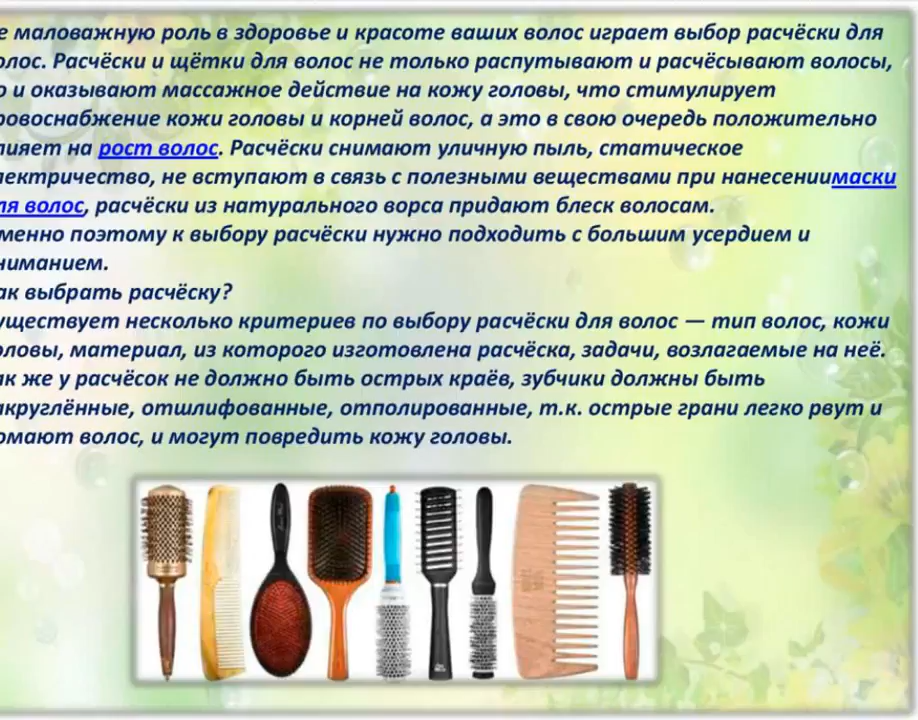 е маловажную роль в здоровье и красоте ваших волос играет выбор расчёски для
олос. Расчёски и щётки для волос не только распутывают и расчёсывают волосы,
о и оказывают массажное действие на кожу головы, что стимулирует
ровоснабжение кожи головы и корней волос, а это в свою очередь положительно
лияет на рост волос. Расчёски снимают уличную пыль, статическое
лектричество, не вступают в связь с полезными веществами при нанесениимаски
ля волос, расчёски из натурального ворса придают блеск волосам.
менно поэтому к выбору расчёски нужно подходить с большим усердием и
ниманием.
ак выбрать расчёску?
уществует несколько критериев по выбору расчёски для волос — тип волос, кожи
оловы, материал, из которого изготовлена расчёска, задачи, возлагаемые на неё.
ак же у расчёсок не должно быть острых краёв, зубчики должны быть
акруглённые, отшлифованные, отполированные, т.к. острые грани легко рвут и
омают волос, и могут повредить кожу головы.